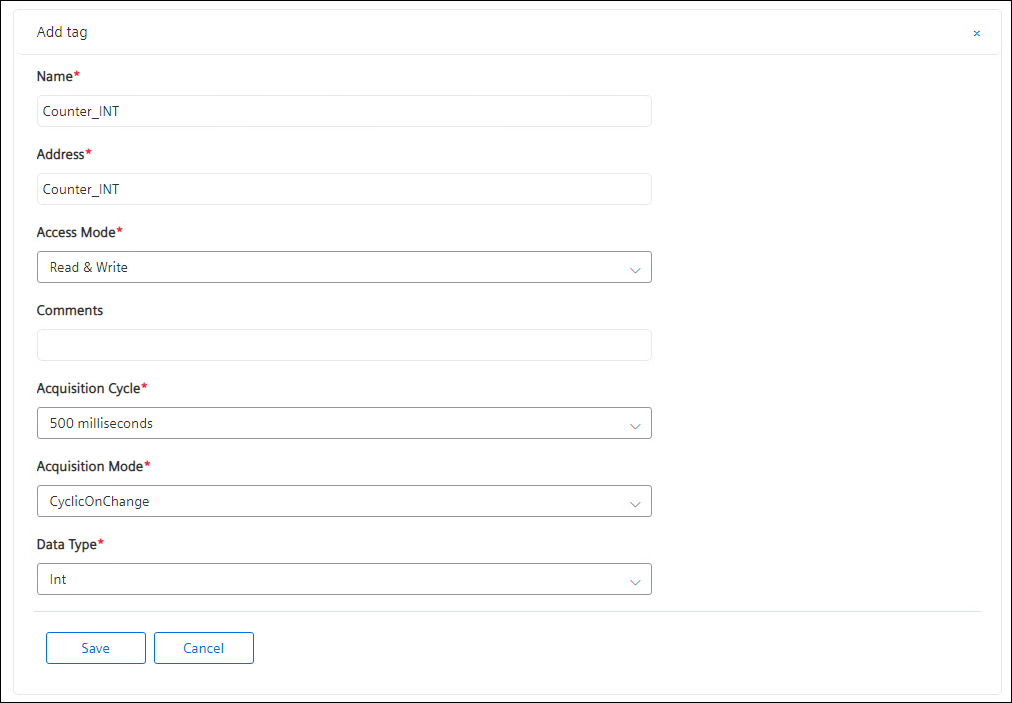 Add tag ×
Name*
Counter_INT
Address*
Counter_INT
Access Mode*
Read & Write
Comments
Acquisition Cycle*
500 milliseconds
Acquisition Mode*
CyclicOnChange
Data Type*
Int
Save Cancel